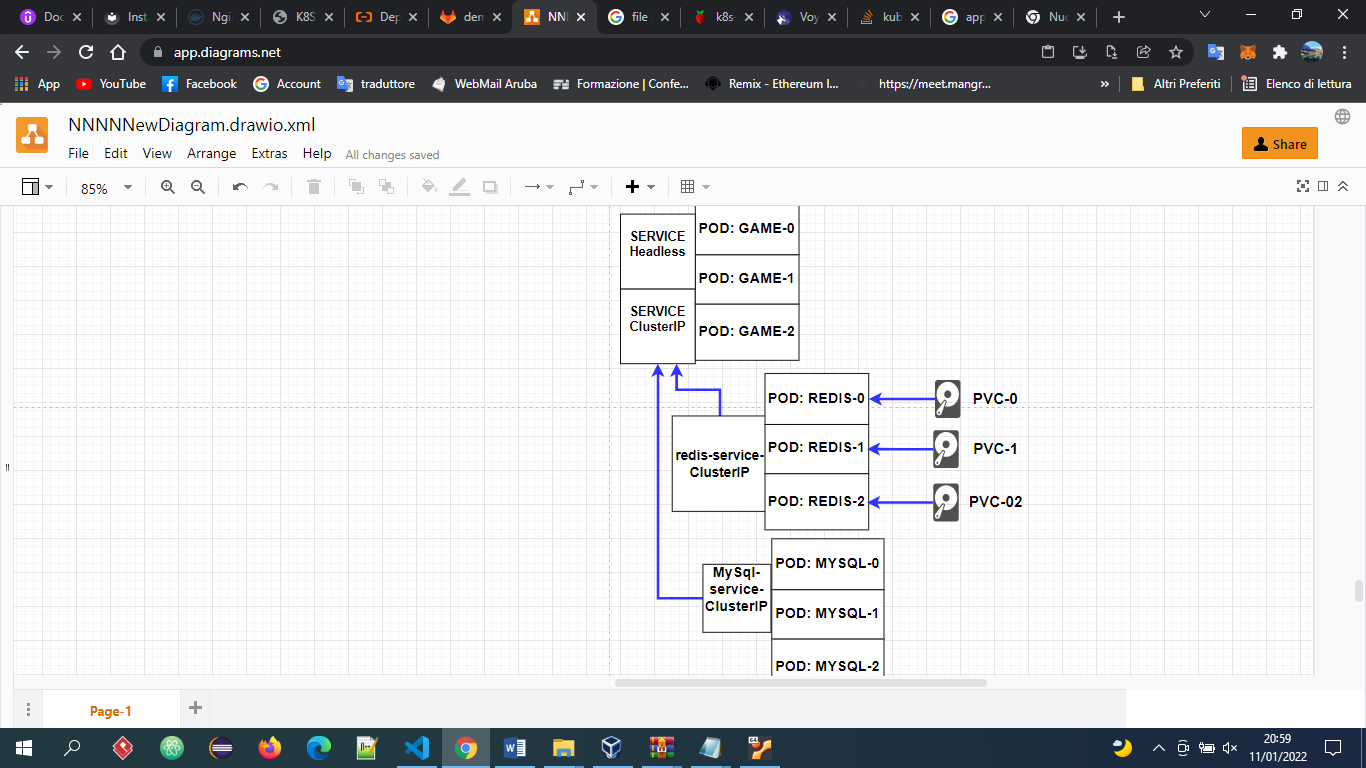 Doc
Inst
Ngi
K8S
Dep
den
NNI
file
k8s-
Voy
kub
app
Nuc
app.diagrams.net
App
YouTube
Facebook
Account
traduttore
WebMail Aruba
Formazione | Confe...
Remix - Ethereum I...
https://meet.mangr...
»
Altri Preferiti
Elenco di lettura
NNNNNewDiagram.drawio.xml
File Edit View Arrange Extras Help All changes saved
Share
85%
SERVICE
Headless
POD: GAME-0
POD: GAME-1
SERVICE
ClusterIP
POD: GAME-2
POD: REDIS-0
PVC-0
redis-service-
ClusterIP
POD: REDIS-1
PVC-1
POD: REDIS-2
PVC-02
MySql-
service-
ClusterIP
POD: MYSQL-0
POD: MYSQL-1
POD: MYSQL-2
Page-1
20:59
11/01/2022